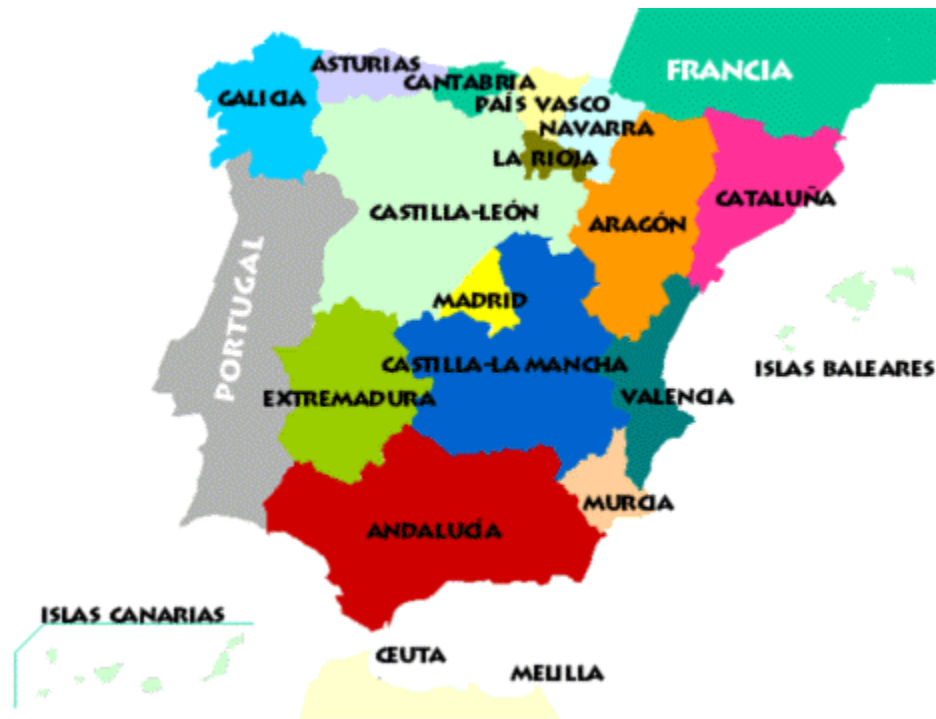 ASTURIAS
CANTABRIA
FRANCIA
GALICIA
PAÍS VASCO
NAVARRA
LA RIOJA
CATALUÑA
CASTILLA-LEÓN
ARAGÓN
PORTUGAL
MADRID
CASTILLA-LA MANCHA
ISLAS BALEARES
EXTREMADURA
VALENCIA
MURCIA
ANDALUCÍA
ISLAS CANARIAS
CEUTA
MELILLA